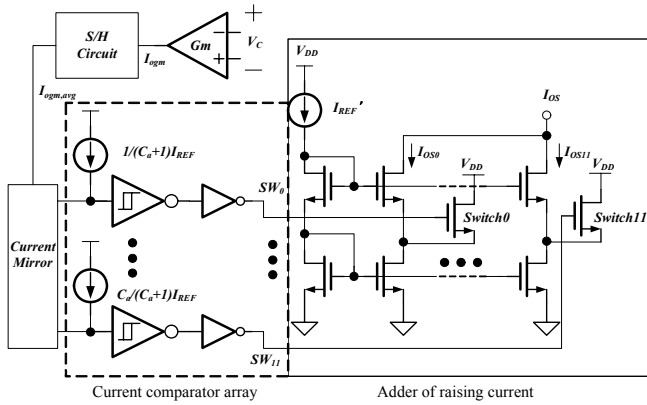 S/H
Circuit
I_ogm
Gm
+
−
+
V_C
—
I_ogm,avg
V_DD
I_REF'
I_OS
1/(C_a+1)I_REF
I_OS0
V_DD
I_OS11
V_DD
SW_0
Switch0
Switch11
Current
Mirror
C_a/(C_a+1)I_REF
SW_11
Current comparator array
Adder of raising current